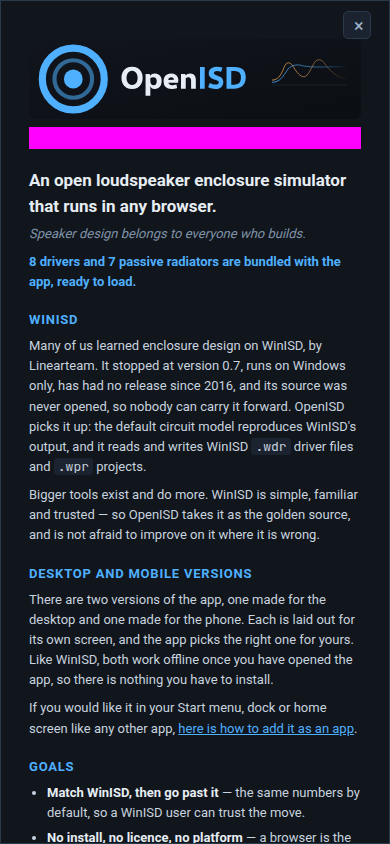 ×
OpenISD
An open loudspeaker enclosure simulator
that runs in any browser.
Speaker design belongs to everyone who builds.
8 drivers and 7 passive radiators are bundled with the
app, ready to load.
WINISD
Many of us learned enclosure design on WinISD, by
Linearteam. It stopped at version 0.7, runs on Windows
only, has had no release since 2016, and its source was
never opened, so nobody can carry it forward. OpenISD
picks it up: the default circuit model reproduces WinISD's
output, and it reads and writes WinISD .wdr driver files
and .wpr projects.
Bigger tools exist and do more. WinISD is simple, familiar
and trusted — so OpenISD takes it as the golden source,
and is not afraid to improve on it where it is wrong.
DESKTOP AND MOBILE VERSIONS
There are two versions of the app, one made for the
desktop and one made for the phone. Each is laid out for
its own screen, and the app picks the right one for yours.
Like WinISD, both work offline once you have opened the
app, so there is nothing you have to install.
If you would like it in your Start menu, dock or home
screen like any other app, here is how to add it as an app.
GOALS
• Match WinISD, then go past it — the same numbers by
default, so a WinISD user can trust the move.
• No install, no licence, no platform — a browser is the